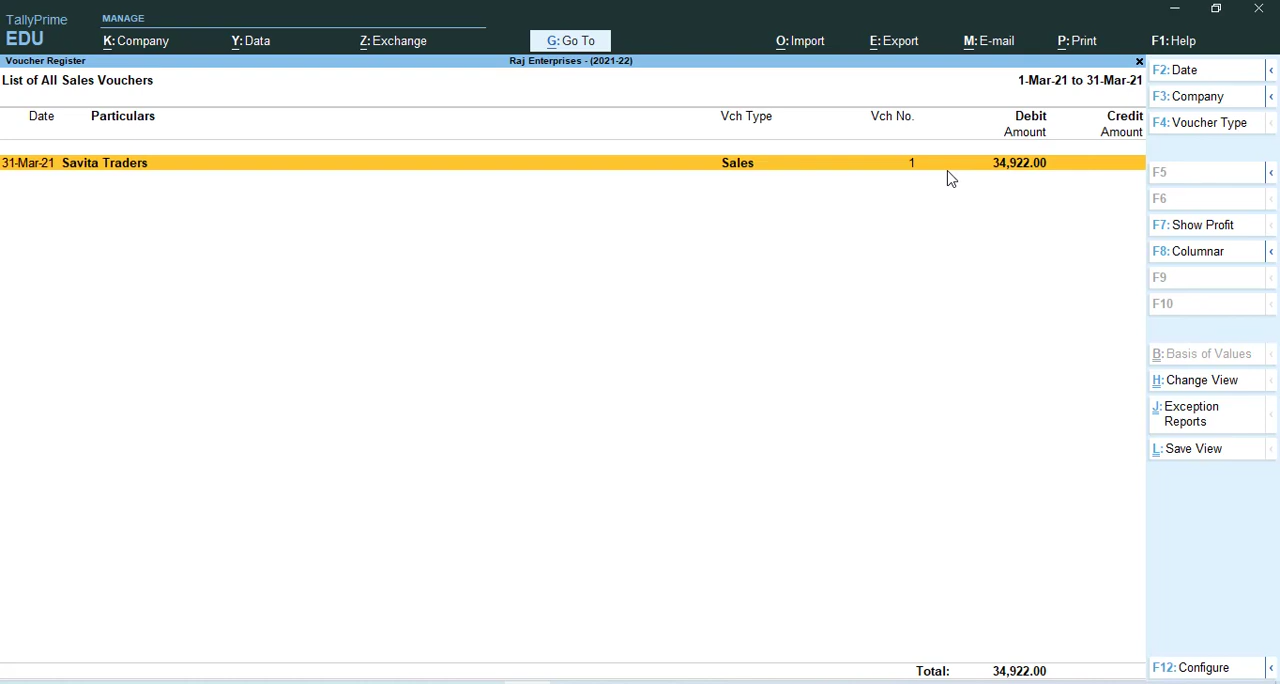 TallyPrime
EDU
MANAGE
K: Company
Y: Data
Z: Exchange
G: Go To
O: Import
E: Export
M: E-mail
P: Print
F1: Help
Voucher Register
Raj Enterprises - (2021-22)
List of All Sales Vouchers
1-Mar-21 to 31-Mar-21
Date Particulars Vch Type Vch No. Debit Credit
Amount Amount
31-Mar-21 Savita Traders Sales 1 34,922.00
Total: 34,922.00
F2: Date
F3: Company
F4: Voucher Type
F5
F6
F7: Show Profit
F8: Columnar
F9
F10
B: Basis of Values
H: Change View
J: Exception
Reports
L: Save View
F12: Configure